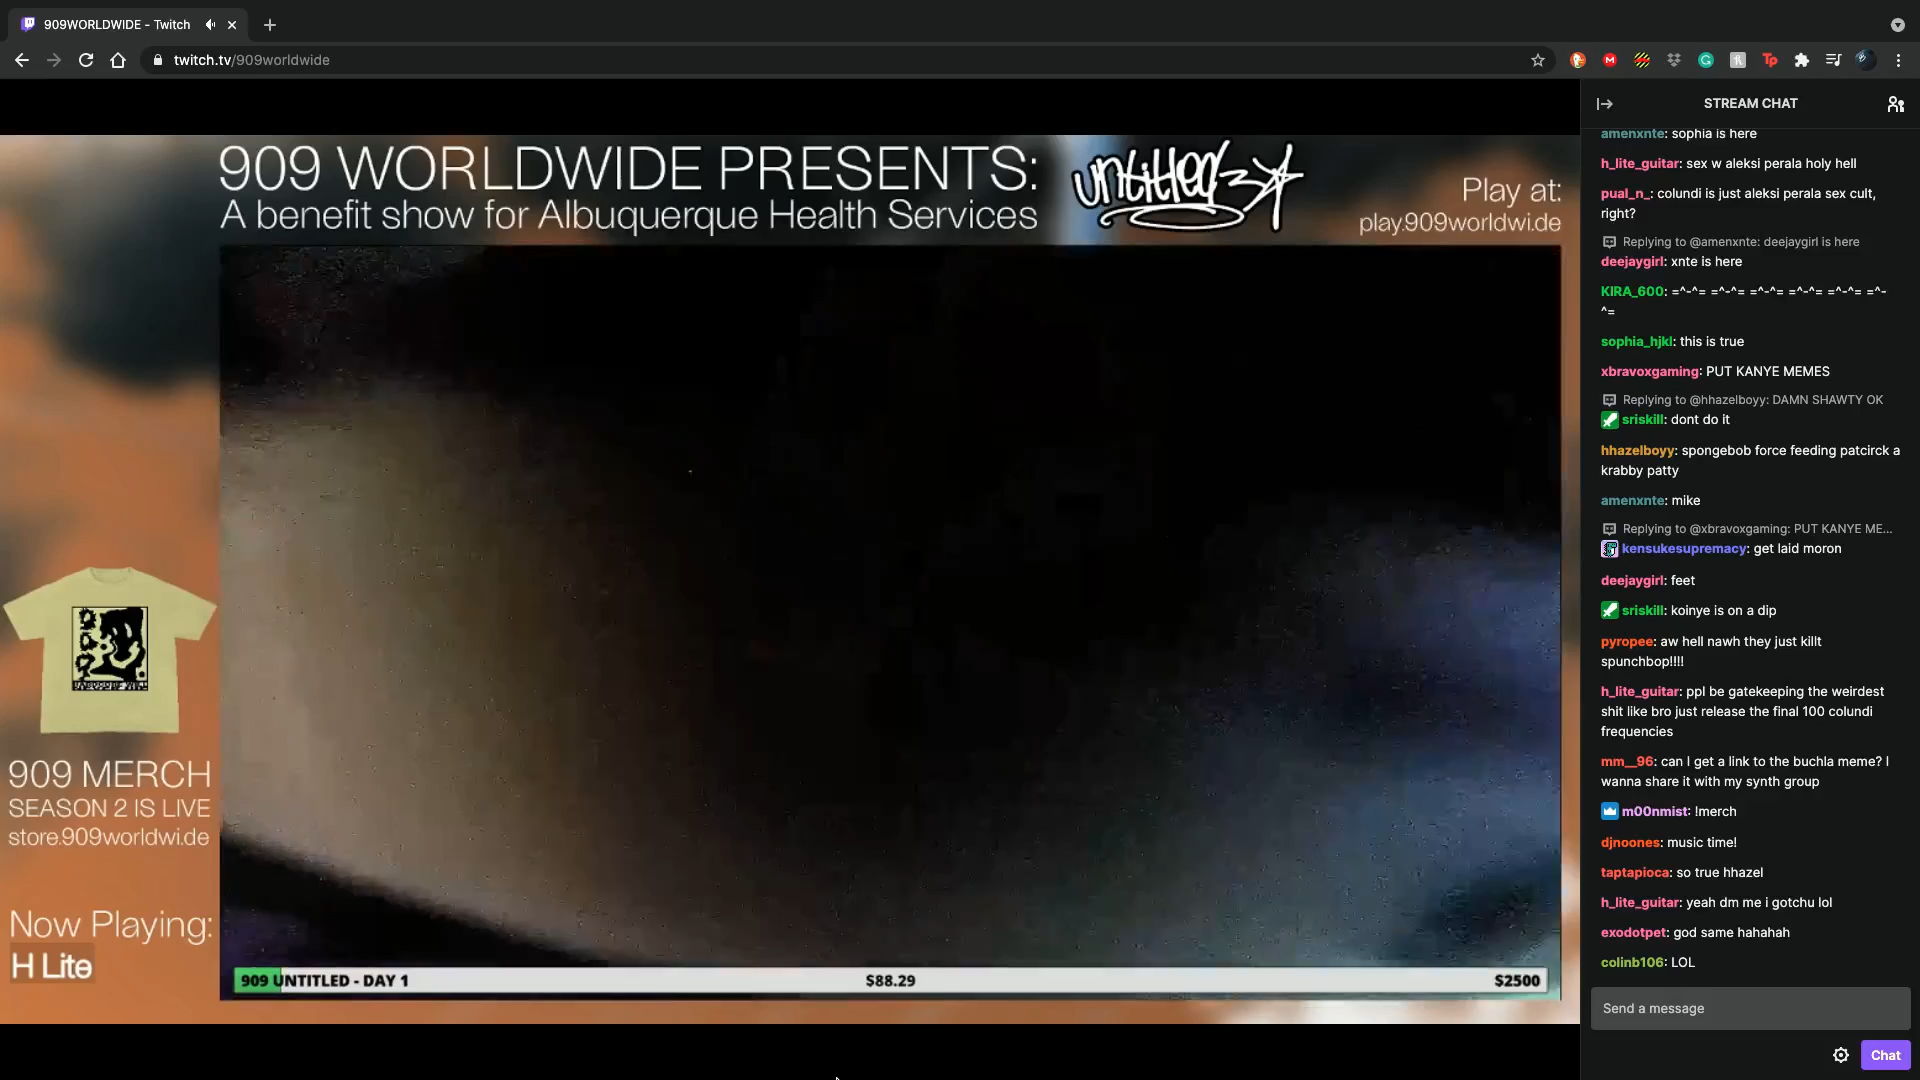 909WORLDWIDE - Twitch
twitch.tv/909worldwide
909 WORLDWIDE PRESENTS:
A benefit show for Albuquerque Health Services
untitled 3
Play at:
play.909worldwi.de
909 MERCH
SEASON 2 IS LIVE
store.909worldwi.de
Now Playing:
H Lite
909 UNTITLED - DAY 1 $88.29 $2500
STREAM CHAT
amenxnte: sophia is here
h_lite_guitar: sex w aleksi perala holy hell
pual_n_: colundi is just aleksi perala sex cult,
right?
Replying to @amenxnte: deejaygirl is here
deejaygirl: xnte is here
KIRA_600: =^-^= =^-^= =^-^= =^-^= =^-^= =^-
^=
sophia_hjkl: this is true
xbravoxgaming: PUT KANYE MEMES
Replying to @hhazelboyy: DAMN SHAWTY OK
sriskill: dont do it
hhazelboyy: spongebob force feeding patcirck a
krabby patty
amenxnte: mike
Replying to @xbravoxgaming: PUT KANYE ME...
kensukesupremacy: get laid moron
deejaygirl: feet
sriskill: koinye is on a dip
pyropee: aw hell nawh they just killt
spunchbop!!!!
h_lite_guitar: ppl be gatekeeping the weirdest
shit like bro just release the final 100 colundi
frequencies
mm__96: can I get a link to the buchla meme? I
wanna share it with my synth group
m00nmist: !merch
djnoones: music time!
taptapioca: so true hhazel
h_lite_guitar: yeah dm me i gotchu lol
exodotpet: god same hahahah
colinb106: LOL
Send a message
Chat